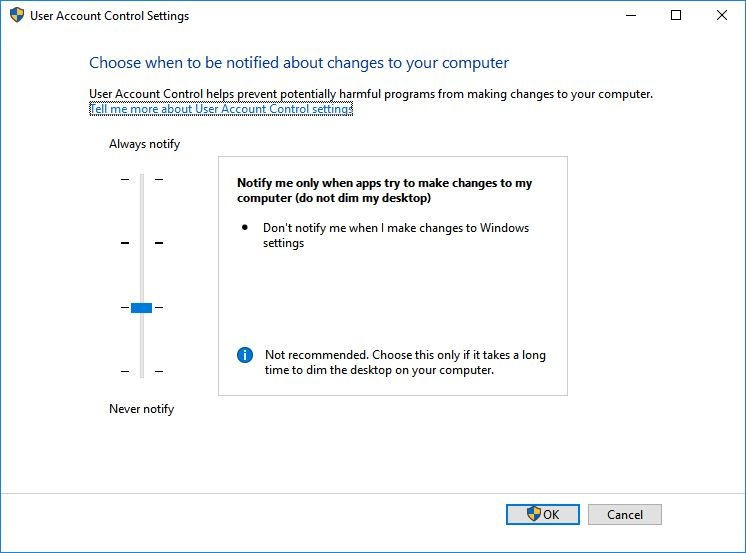 User Account Control Settings
Choose when to be notified about changes to your computer
User Account Control helps prevent potentially harmful programs from making changes to your computer.
Tell me more about User Account Control settings
Always notify
Notify me only when apps try to make changes to my
computer (do not dim my desktop)
● Don't notify me when I make changes to Windows
settings
Not recommended. Choose this only if it takes a long
time to dim the desktop on your computer.
Never notify
OK
Cancel